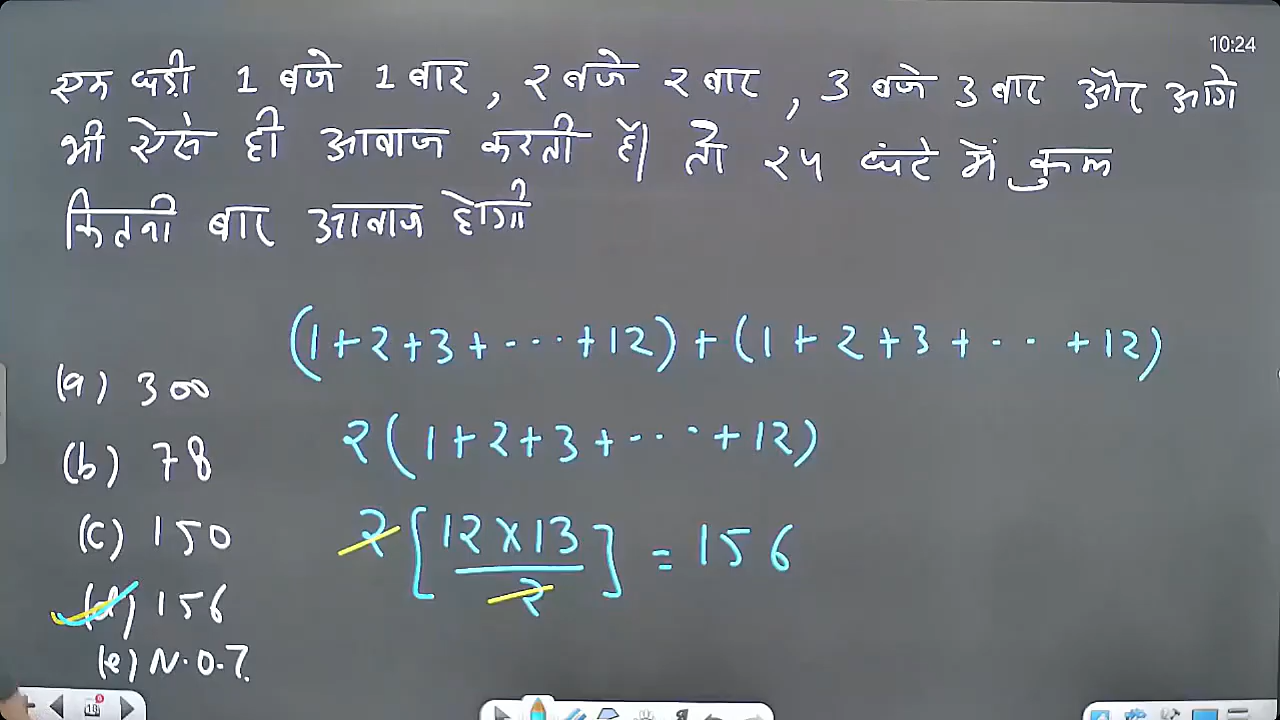 10:24
एक घड़ी 1 बजे 1 बार, 2 बजे 2 बार, 3 बजे 3 बार और आगे
भी ऐसे ही आवाज करती है। तो 24 घंटे में कुल
कितनी बार आवाज होगी
(1+2+3+---+12)+(1+2+3+---+12)
(a) 300
2(1+2+3+---+12)
(b) 78
(c) 150
2[12×13/2] = 156
(d) 156
(e) N.O.T.